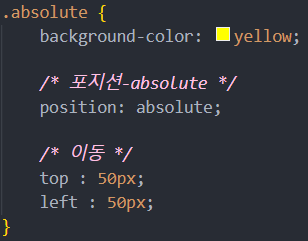 .absolute {
background-color: yellow;
/* 포지션-absolute */
position: absolute;
/* 이동 */
top : 50px;
left : 50px;
}